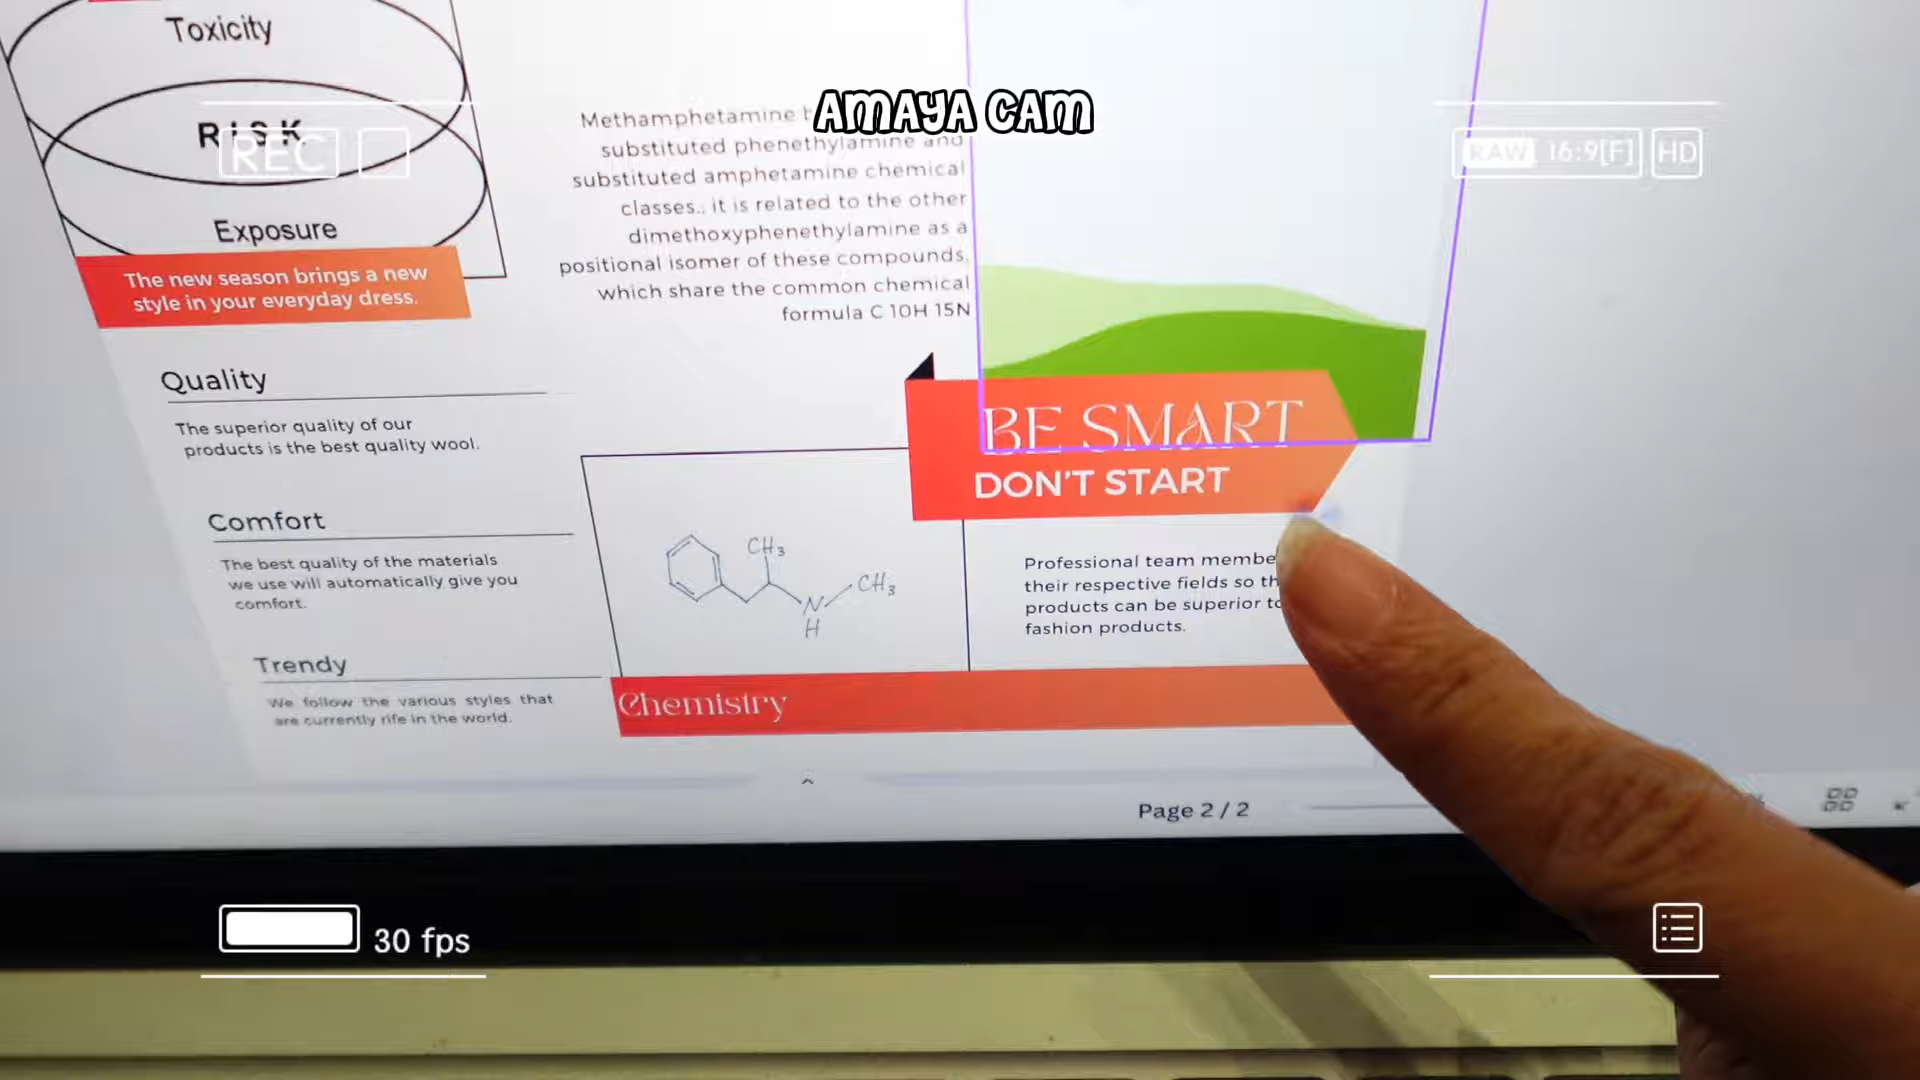 Toxicity
RISK
Exposure
The new season brings a new
style in your everyday dress.
Quality
The superior quality of our
products is the best quality wool.
Comfort
The best quality of the materials
we use will automatically give you
comfort.
Trendy
We follow the various styles that
are currently rife in the world.
AMAYA CAM
REC
RAW 16:9[F] HD
Methamphetamine
substituted phenethylamine and
substituted amphetamine chemical
classes., it is related to the other
dimethoxyphenethylamine as a
positional isomer of these compounds,
which share the common chemical
formula C 10H 15N
BE SMART
DON'T START
CH3
CH3
N
H
Professional team
their respective fields so
products can be superior
fashion products.
Chemistry
Page 2 / 2
30 fps